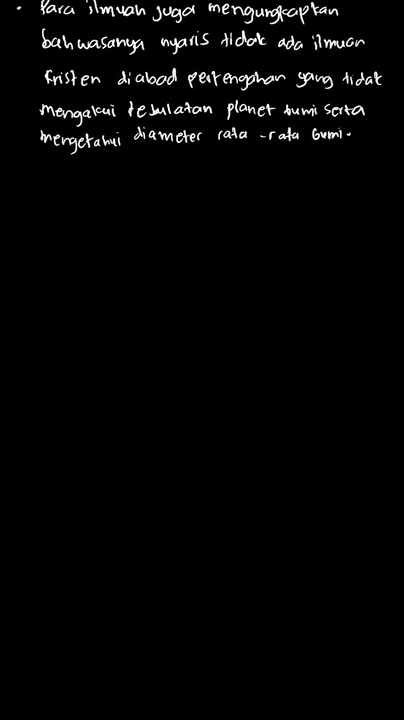 • Para ilmuan juga mengungkapkan
bahwasanya nyaris tidak ada ilmuan
Kristen diabad pertengahan yang tidak
mengakui kebulatan planet bumi serta
mengetahui diameter rata-rata bumi.